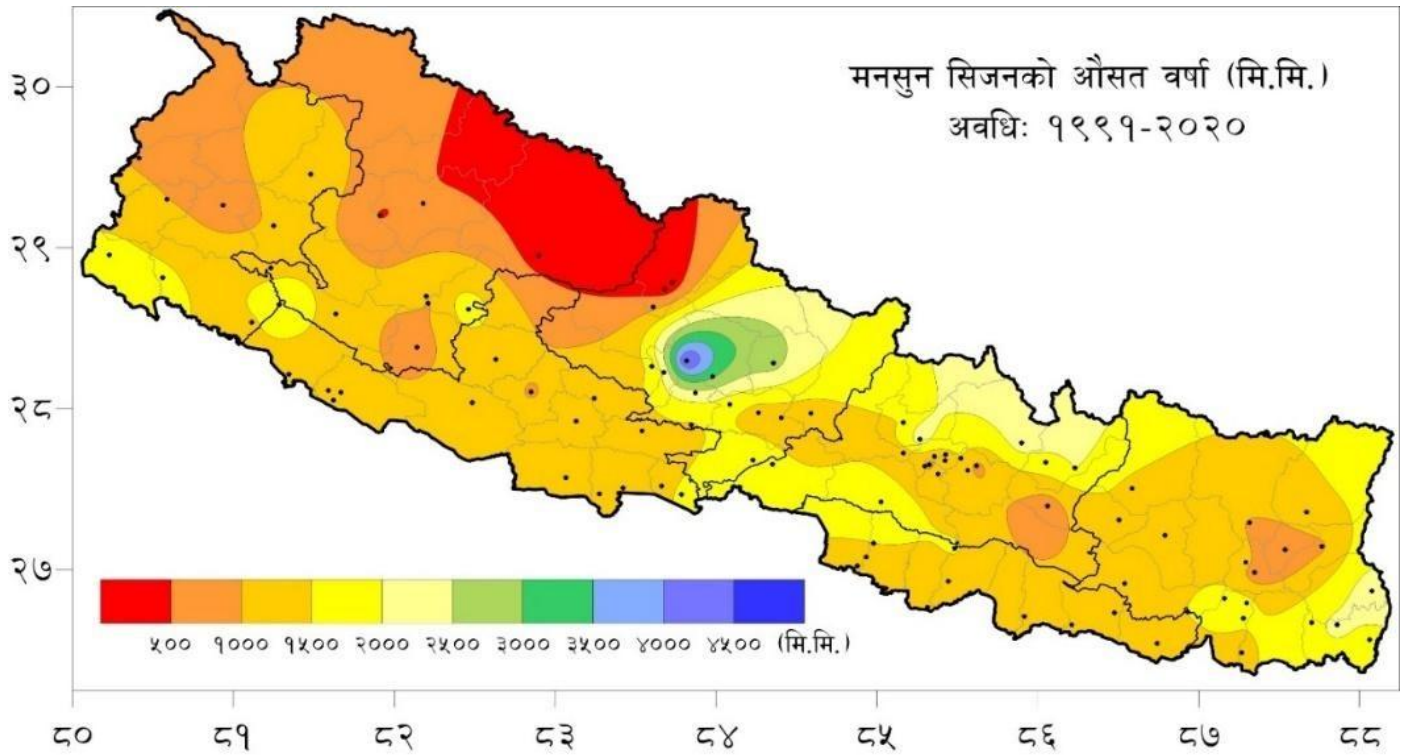 मनसुन सिजनको औसत वर्षा (मि.मि.)
अवधिः १९९१-२०२०
३०
२९
२८
२७
५०० १००० १५०० २००० २५०० ३००० ३५०० ४००० ४५०० (मि.मि.)
८० ८१ ८२ ८३ ८४ ८५ ८६ ८७ ८८